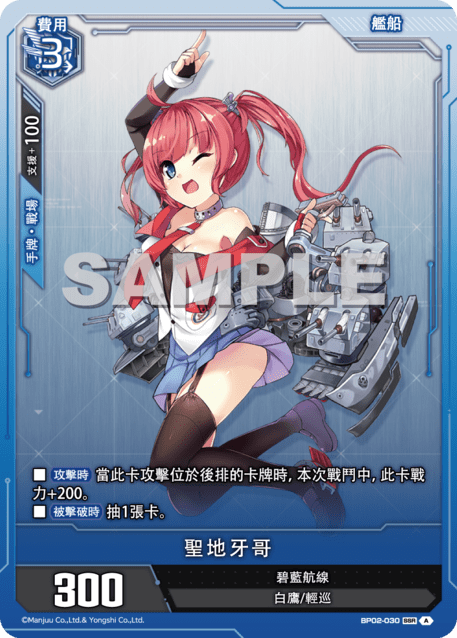 費用
3
艦船
支援+100
手牌・戰場
SAMPLE
■ 攻擊時 當此卡攻擊位於後排的卡牌時, 本次戰鬥中, 此卡戰
力+200。
■ 被擊破時 抽1張卡。
聖地牙哥
300
碧藍航線
白鷹/輕巡
©Manjuu Co.,Ltd.& Yongshi Co.,Ltd.
BP02-030 SSR A